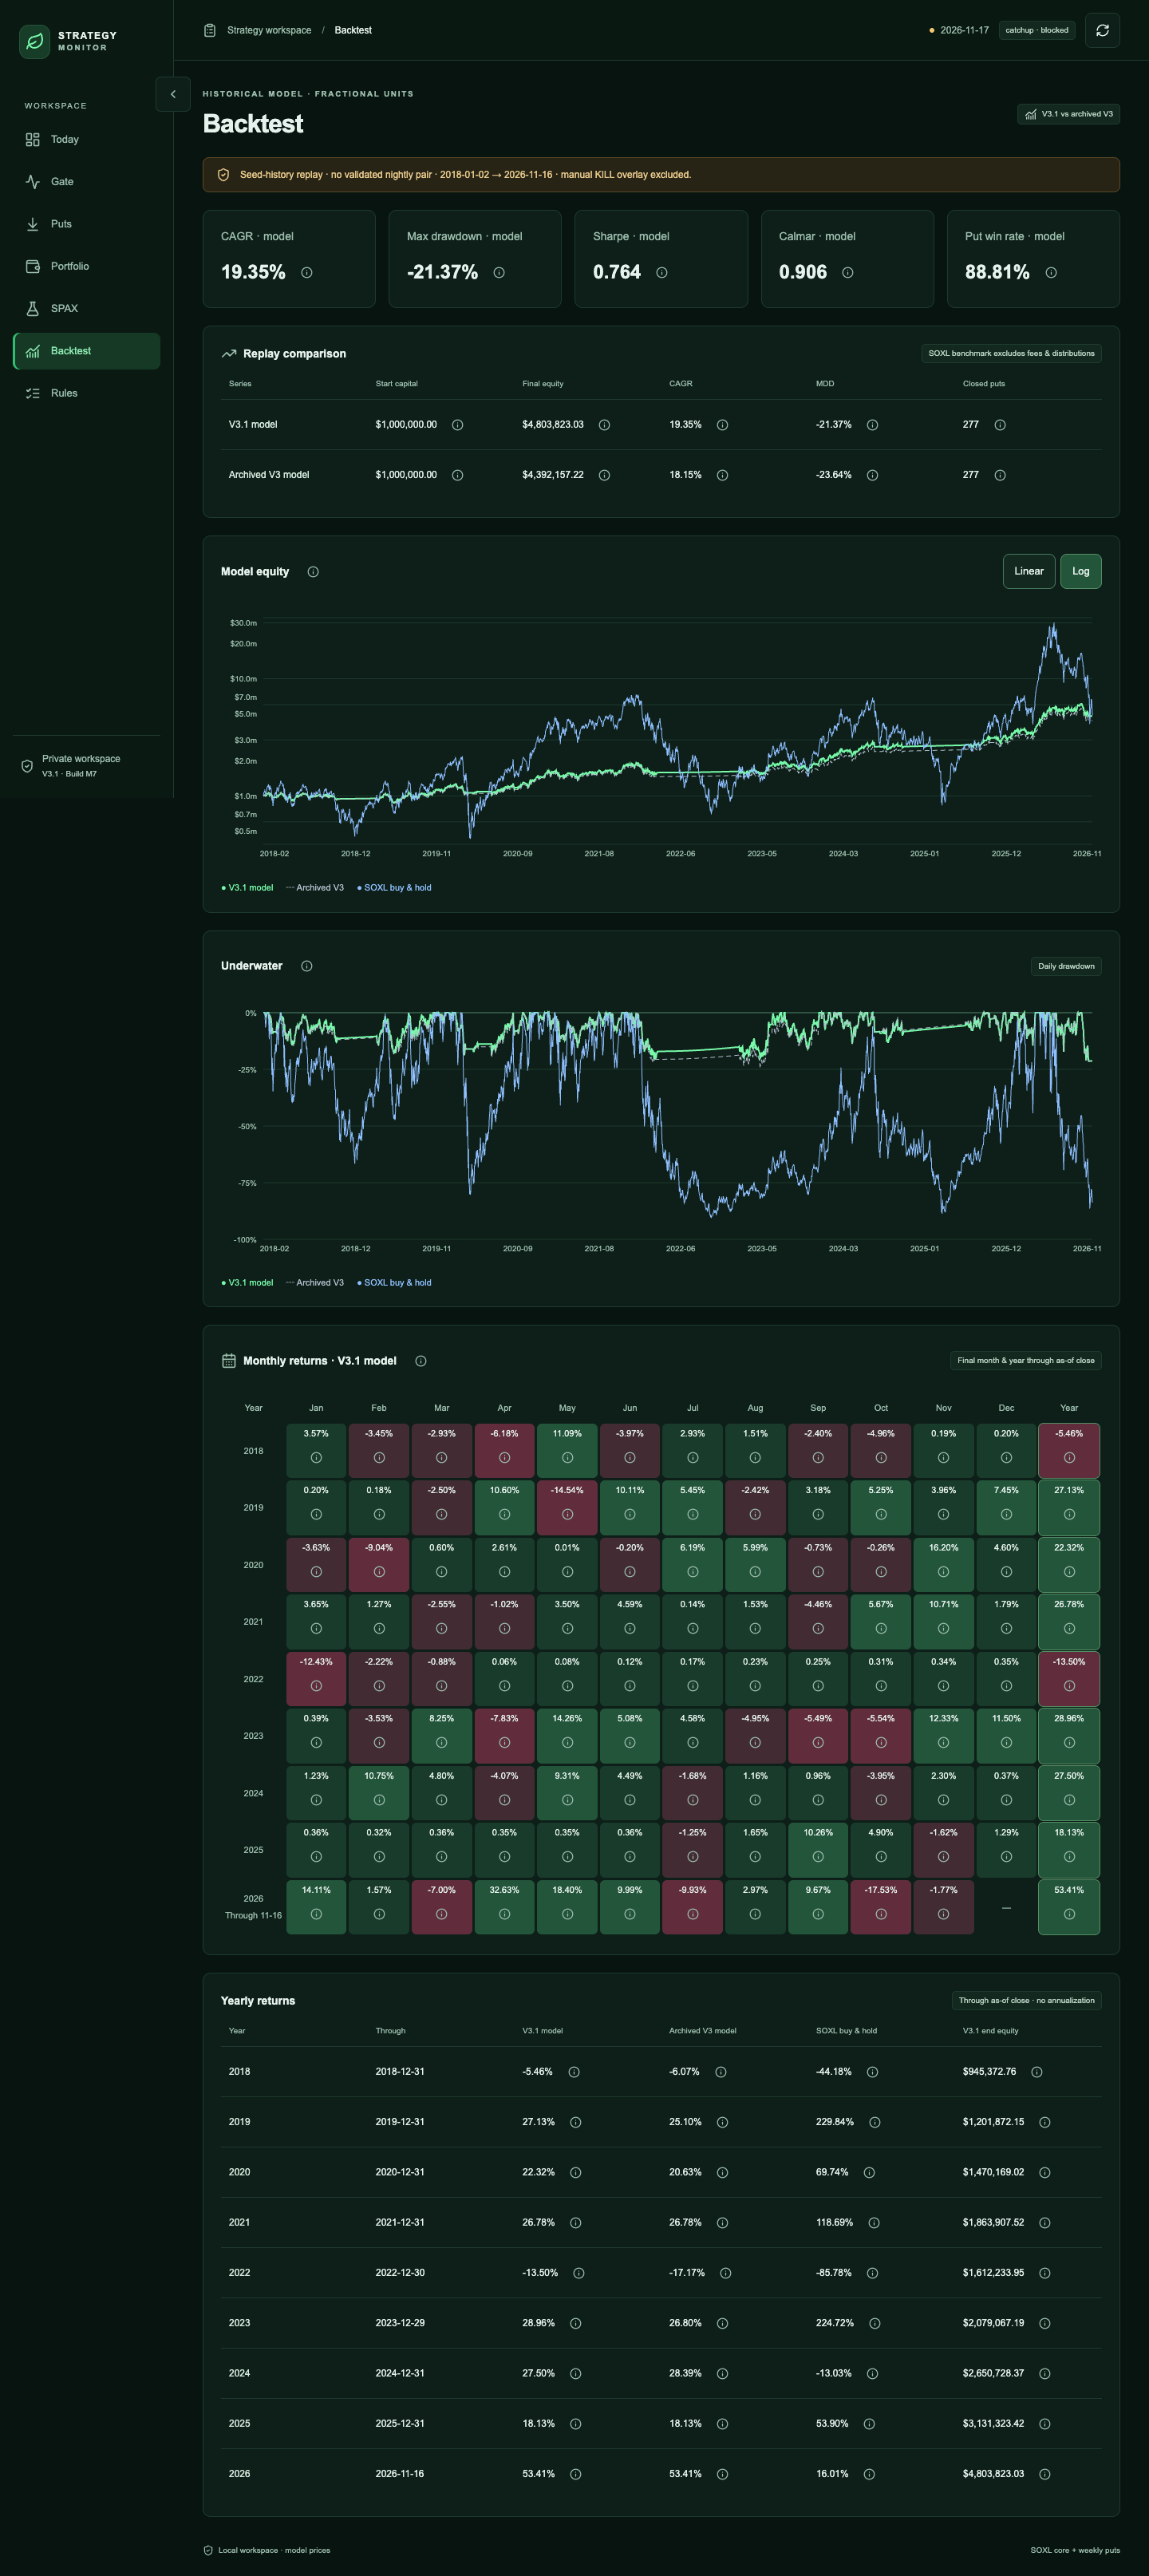 STRATEGY
MONITOR
Strategy workspace / Backtest
2026-11-17 catchup · blocked
WORKSPACE
Today
Gate
Puts
Portfolio
SPAX
Backtest
Rules
Private workspace
V3.1 · Build M7
HISTORICAL MODEL · FRACTIONAL UNITS
Backtest
V3.1 vs archived V3
Seed-history replay · no validated nightly pair · 2018-01-02 → 2026-11-16 · manual KILL overlay excluded.
CAGR · model
19.35%
Max drawdown · model
-21.37%
Sharpe · model
0.764
Calmar · model
0.906
Put win rate · model
88.81%
Replay comparison
SOXL benchmark excludes fees & distributions
Series Start capital Final equity CAGR MDD Closed puts
V3.1 model $1,000,000.00 $4,803,823.03 19.35% -21.37% 277
Archived V3 model $1,000,000.00 $4,392,157.22 18.15% -23.64% 277
Model equity
Linear Log
$30.0m
$20.0m
$10.0m
$7.0m
$5.0m
$3.0m
$2.0m
$1.0m
$0.7m
$0.5m
2018-02 2018-12 2019-11 2020-09 2021-08 2022-06 2023-05 2024-03 2025-01 2025-12 2026-11
V3.1 model Archived V3 SOXL buy & hold
Underwater
Daily drawdown
0%
-25%
-50%
-75%
-100%
2018-02 2018-12 2019-11 2020-09 2021-08 2022-06 2023-05 2024-03 2025-01 2025-12 2026-11
V3.1 model Archived V3 SOXL buy & hold
Monthly returns · V3.1 model
Final month & year through as-of close
Year Jan Feb Mar Apr May Jun Jul Aug Sep Oct Nov Dec Year
2018 3.57% -3.45% -2.93% -6.18% 11.09% -3.97% 2.93% 1.51% -2.40% -4.96% 0.19% 0.20% -5.46%
2019 0.20% 0.18% -2.50% 10.60% -14.54% 10.11% 5.45% -2.42% 3.18% 5.25% 3.96% 7.45% 27.13%
2020 -3.63% -9.04% 0.60% 2.61% 0.01% -0.20% 6.19% 5.99% -0.73% -0.26% 16.20% 4.60% 22.32%
2021 3.65% 1.27% -2.55% -1.02% 3.50% 4.59% 0.14% 1.53% -4.46% 5.67% 10.71% 1.79% 26.78%
2022 -12.43% -2.22% -0.88% 0.06% 0.08% 0.12% 0.17% 0.23% 0.25% 0.31% 0.34% 0.35% -13.50%
2023 0.39% -3.53% 8.25% -7.83% 14.26% 5.08% 4.58% -4.95% -5.49% -5.54% 12.33% 11.50% 28.96%
2024 1.23% 10.75% 4.80% -4.07% 9.31% 4.49% -1.68% 1.16% 0.96% -3.95% 2.30% 0.37% 27.50%
2025 0.36% 0.32% 0.36% 0.35% 0.35% 0.36% -1.25% 1.65% 10.26% 4.90% -1.62% 1.29% 18.13%
2026 14.11% 1.57% -7.00% 32.63% 18.40% 9.99% -9.93% 2.97% 9.67% -17.53% -1.77% — 53.41%
Through 11-16
Yearly returns
Through as-of close · no annualization
Year Through V3.1 model Archived V3 model SOXL buy & hold V3.1 end equity
2018 2018-12-31 -5.46% -6.07% -44.18% $945,372.76
2019 2019-12-31 27.13% 25.10% 229.84% $1,201,872.15
2020 2020-12-31 22.32% 20.63% 69.74% $1,470,169.02
2021 2021-12-31 26.78% 26.78% 118.69% $1,863,907.52
2022 2022-12-30 -13.50% -17.17% -85.78% $1,612,233.95
2023 2023-12-29 28.96% 26.80% 224.72% $2,079,067.19
2024 2024-12-31 27.50% 28.39% -13.03% $2,650,728.37
2025 2025-12-31 18.13% 18.13% 53.90% $3,131,323.42
2026 2026-11-16 53.41% 53.41% 16.01% $4,803,823.03
Local workspace · model prices
SOXL core + weekly puts